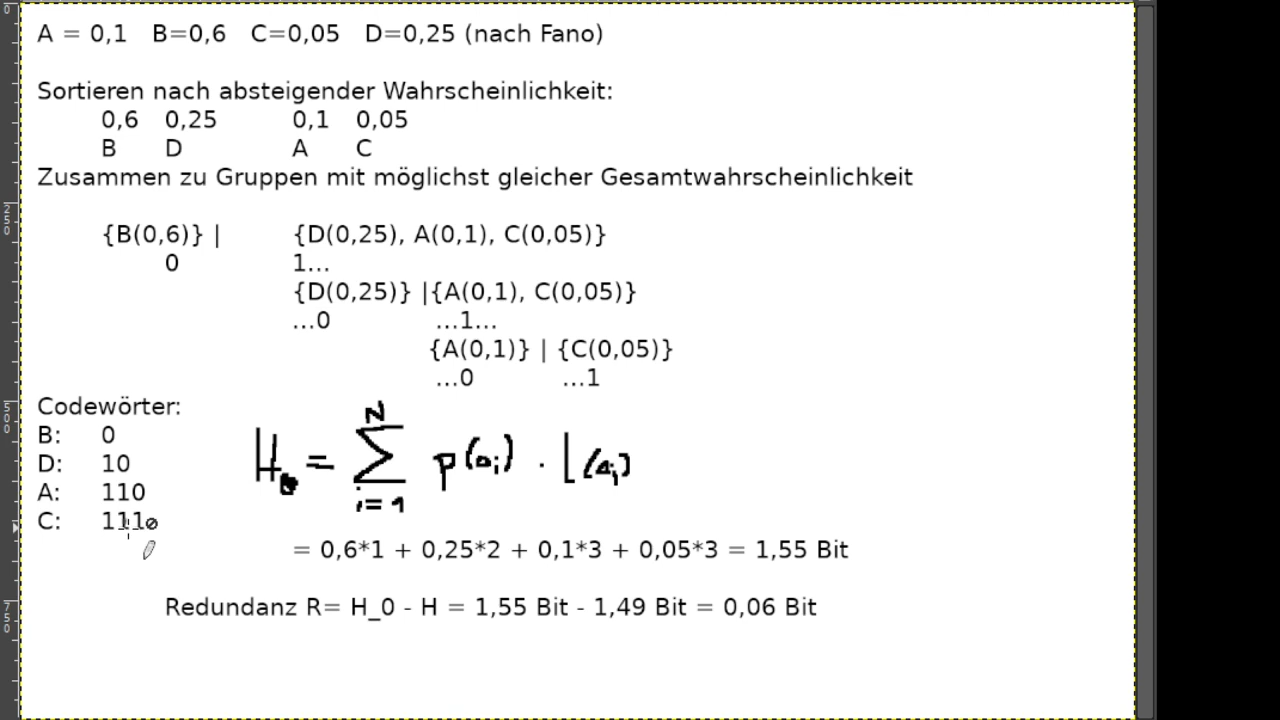 A = 0,1 B=0,6 C=0,05 D=0,25 (nach Fano)
Sortieren nach absteigender Wahrscheinlichkeit:
0,6 0,25 0,1 0,05
B D A C
Zusammen zu Gruppen mit möglichst gleicher Gesamtwahrscheinlichkeit
{B(0,6)} | {D(0,25), A(0,1), C(0,05)}
0 1...
{D(0,25)} |{A(0,1), C(0,05)}
...0 ...1...
{A(0,1)} | {C(0,05)}
...0 ...1
Codewörter:
B: 0
D: 10
A: 110
C: 111
H_0 = ∑_{i=1}^{N} p(a_i) · L(a_i)
= 0,6*1 + 0,25*2 + 0,1*3 + 0,05*3 = 1,55 Bit
Redundanz R= H_0 - H = 1,55 Bit - 1,49 Bit = 0,06 Bit
0
250
500
750